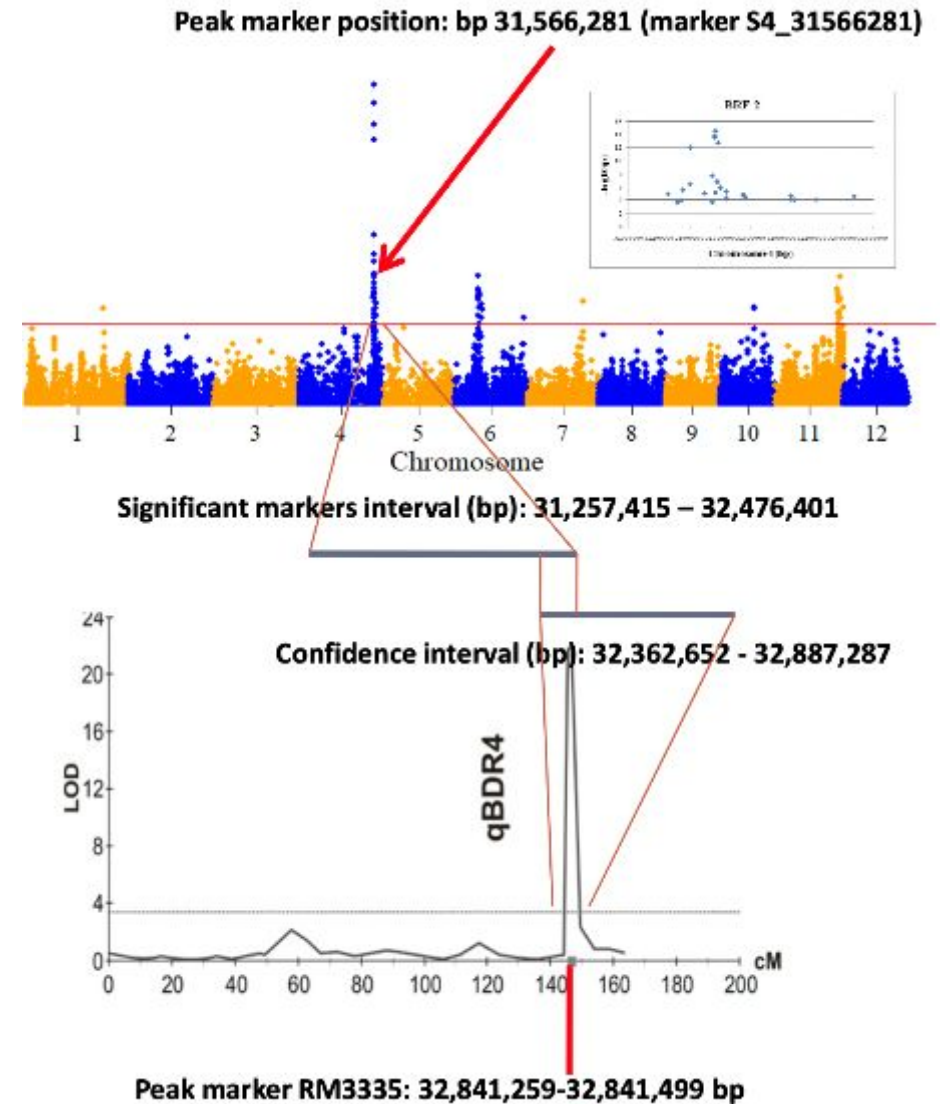 Peak marker position: bp 31,566,281 (marker S4_31566281)
1 2 3 4 5 6 7 8 9 10 11 12
Chromosome
Significant markers interval (bp): 31,257,415 – 32,476,401
Confidence interval (bp): 32,362,652 - 32,887,287
24
20
16
12
8
4
0
LOD
qBDR4
0 20 40 60 80 100 120 140 160 180 200
cM
Peak marker RM3335: 32,841,259-32,841,499 bp